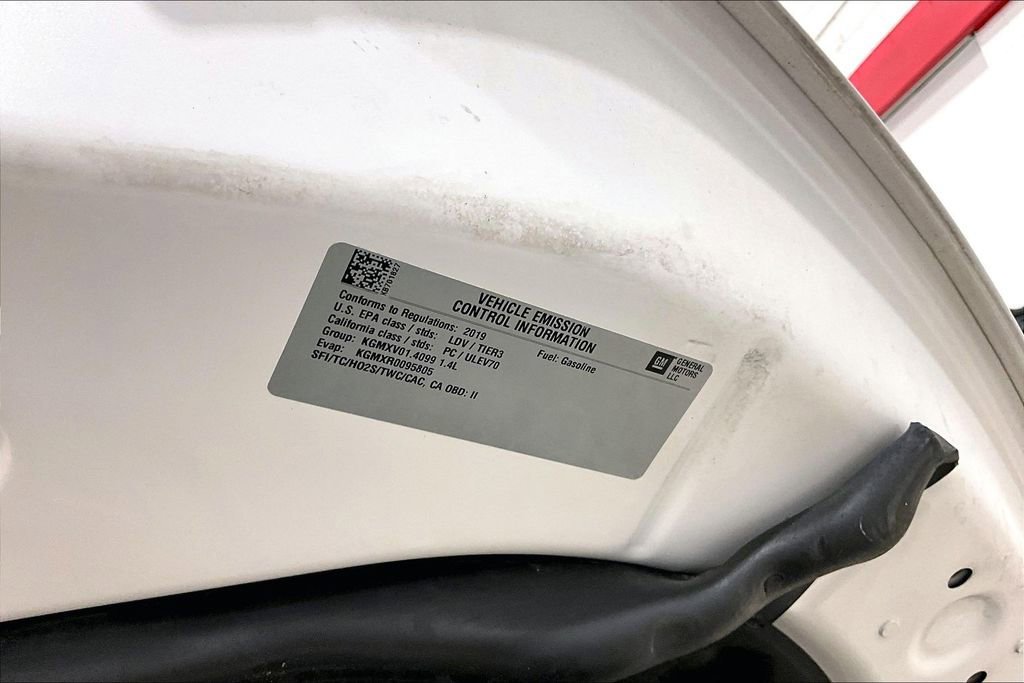 KB701827
VEHICLE EMISSION
CONTROL INFORMATION
Conforms to Regulations: 2019
Fuel: Gasoline
U.S. EPA class / stds: LDV / TIER3
California class / stds: PC / ULEV70
Group: KGMXV01.4099 1.4L
Evap: KGMXR0095805
SFI/TC/HO2S/TWC/CAC, CA OBD: II
GM
GENERAL
MOTORS
LLC